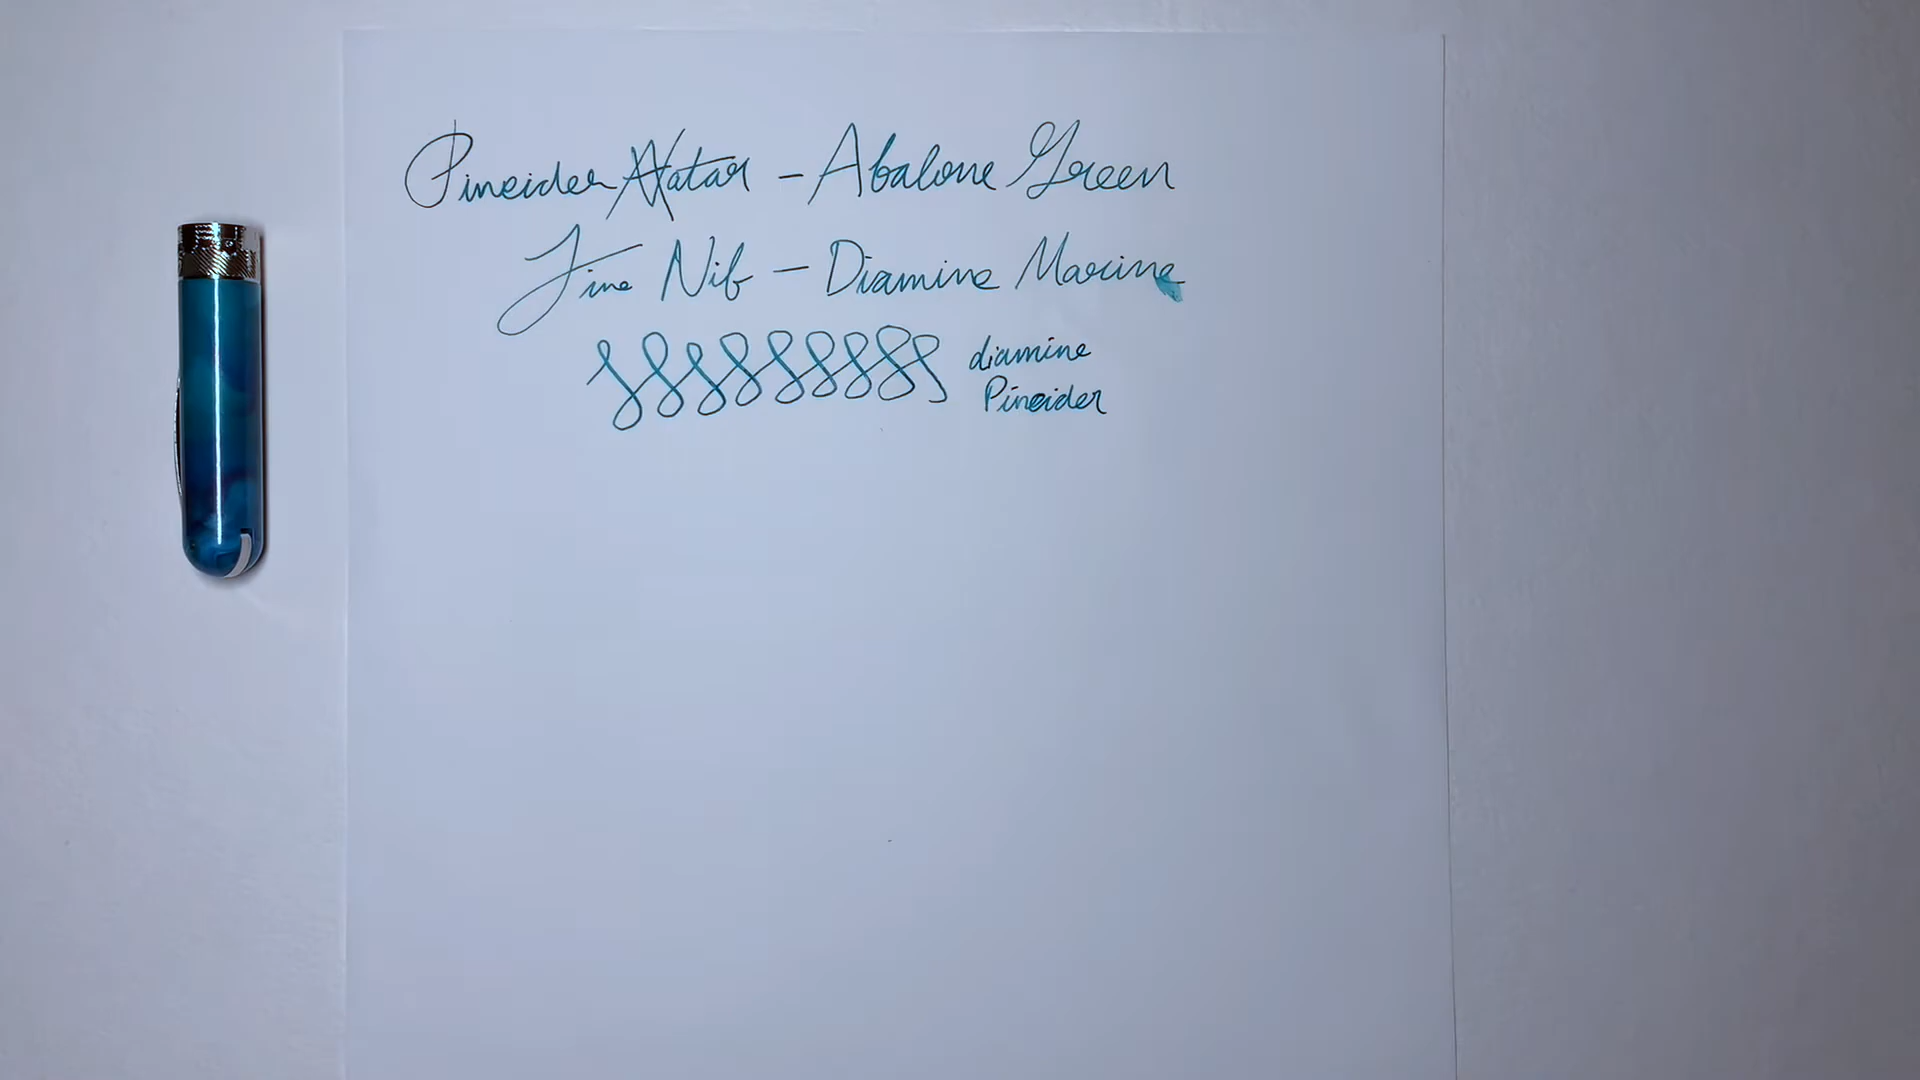 Pineider Avatar - Abalone Green
Fine Nib - Diamine Marine
diamine
Pineider